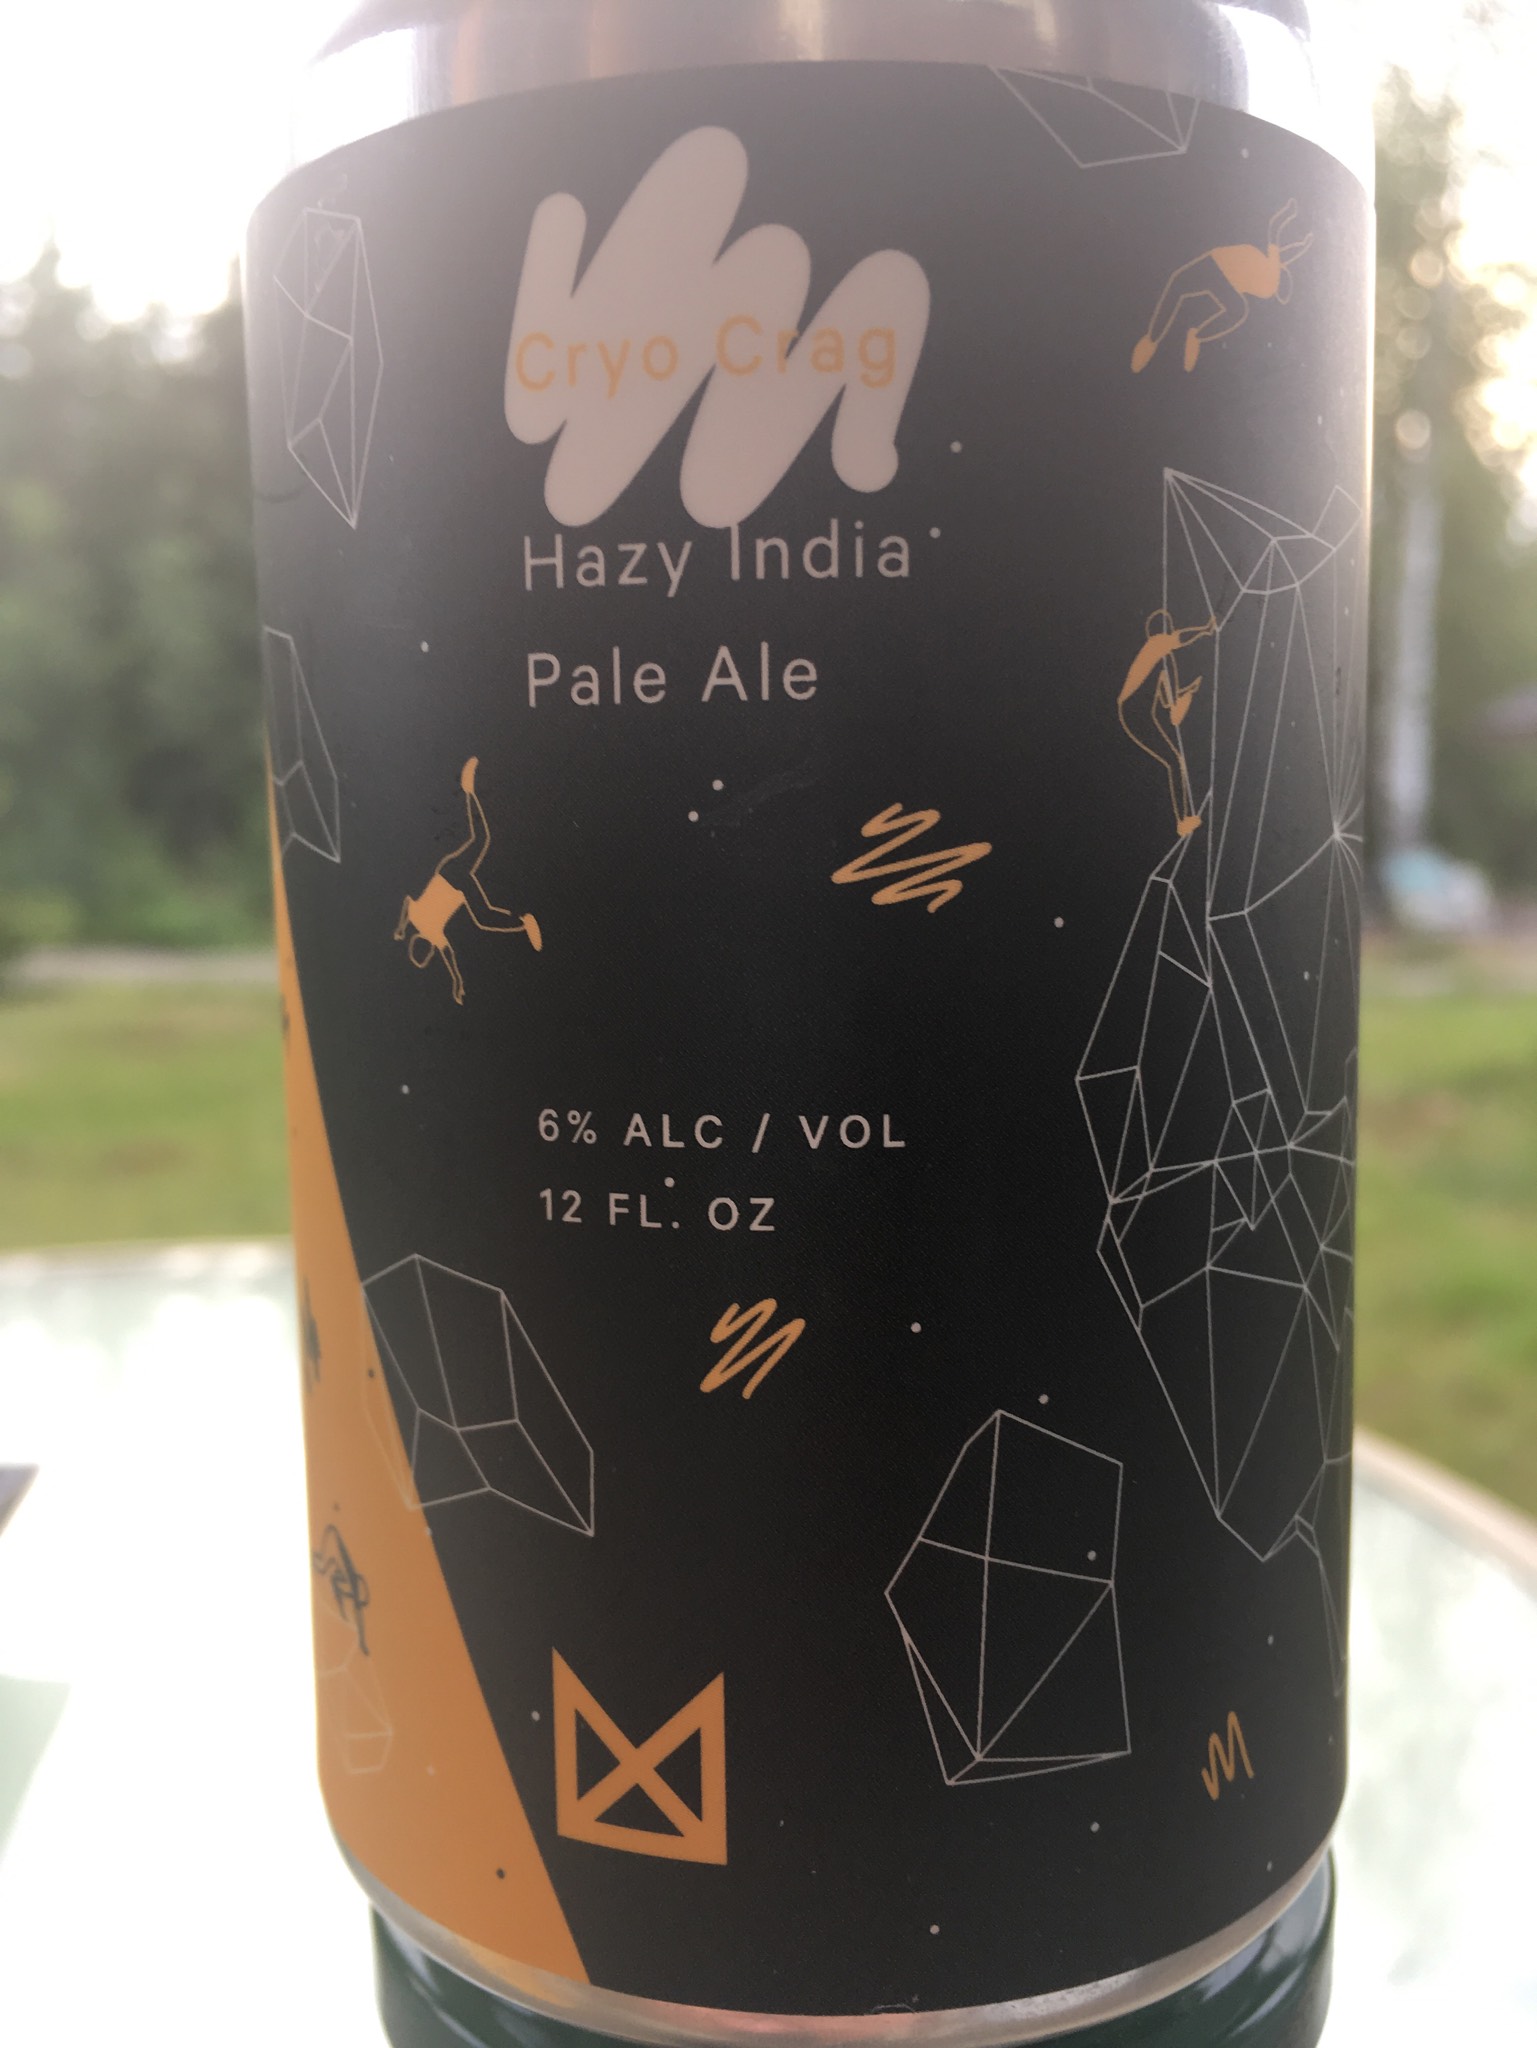 Cryo Crag
Hazy India
Pale Ale
6% ALC / VOL
12 FL. OZ